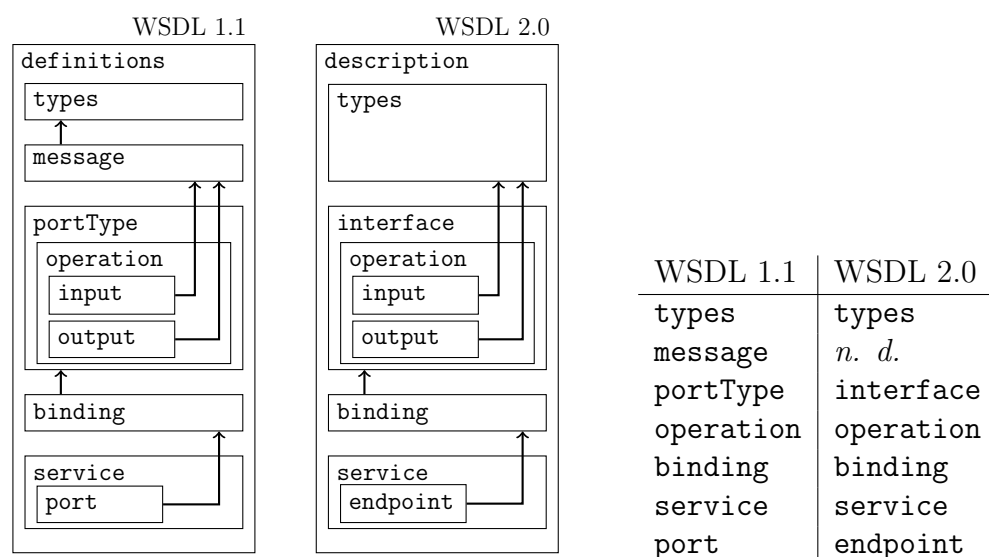 WSDL 1.1
definitions
types
message
portType
operation
input
output
binding
service
port
WSDL 2.0
description
types
interface
operation
input
output
binding
service
endpoint
WSDL 1.1 WSDL 2.0
types types
message n. d.
portType interface
operation operation
binding binding
service service
port endpoint